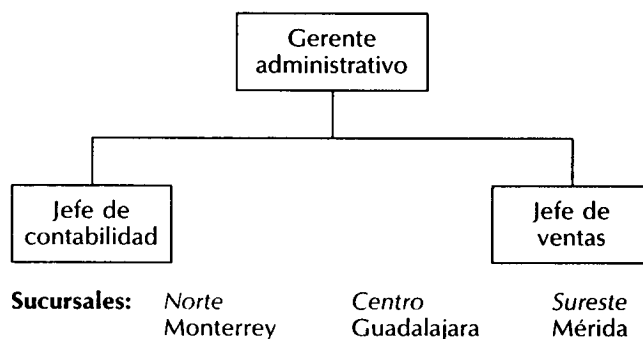 Gerente
administrativo
Jefe de
contabilidad
Jefe de
ventas
Sucursales: Norte Centro Sureste
Monterrey Guadalajara Mérida